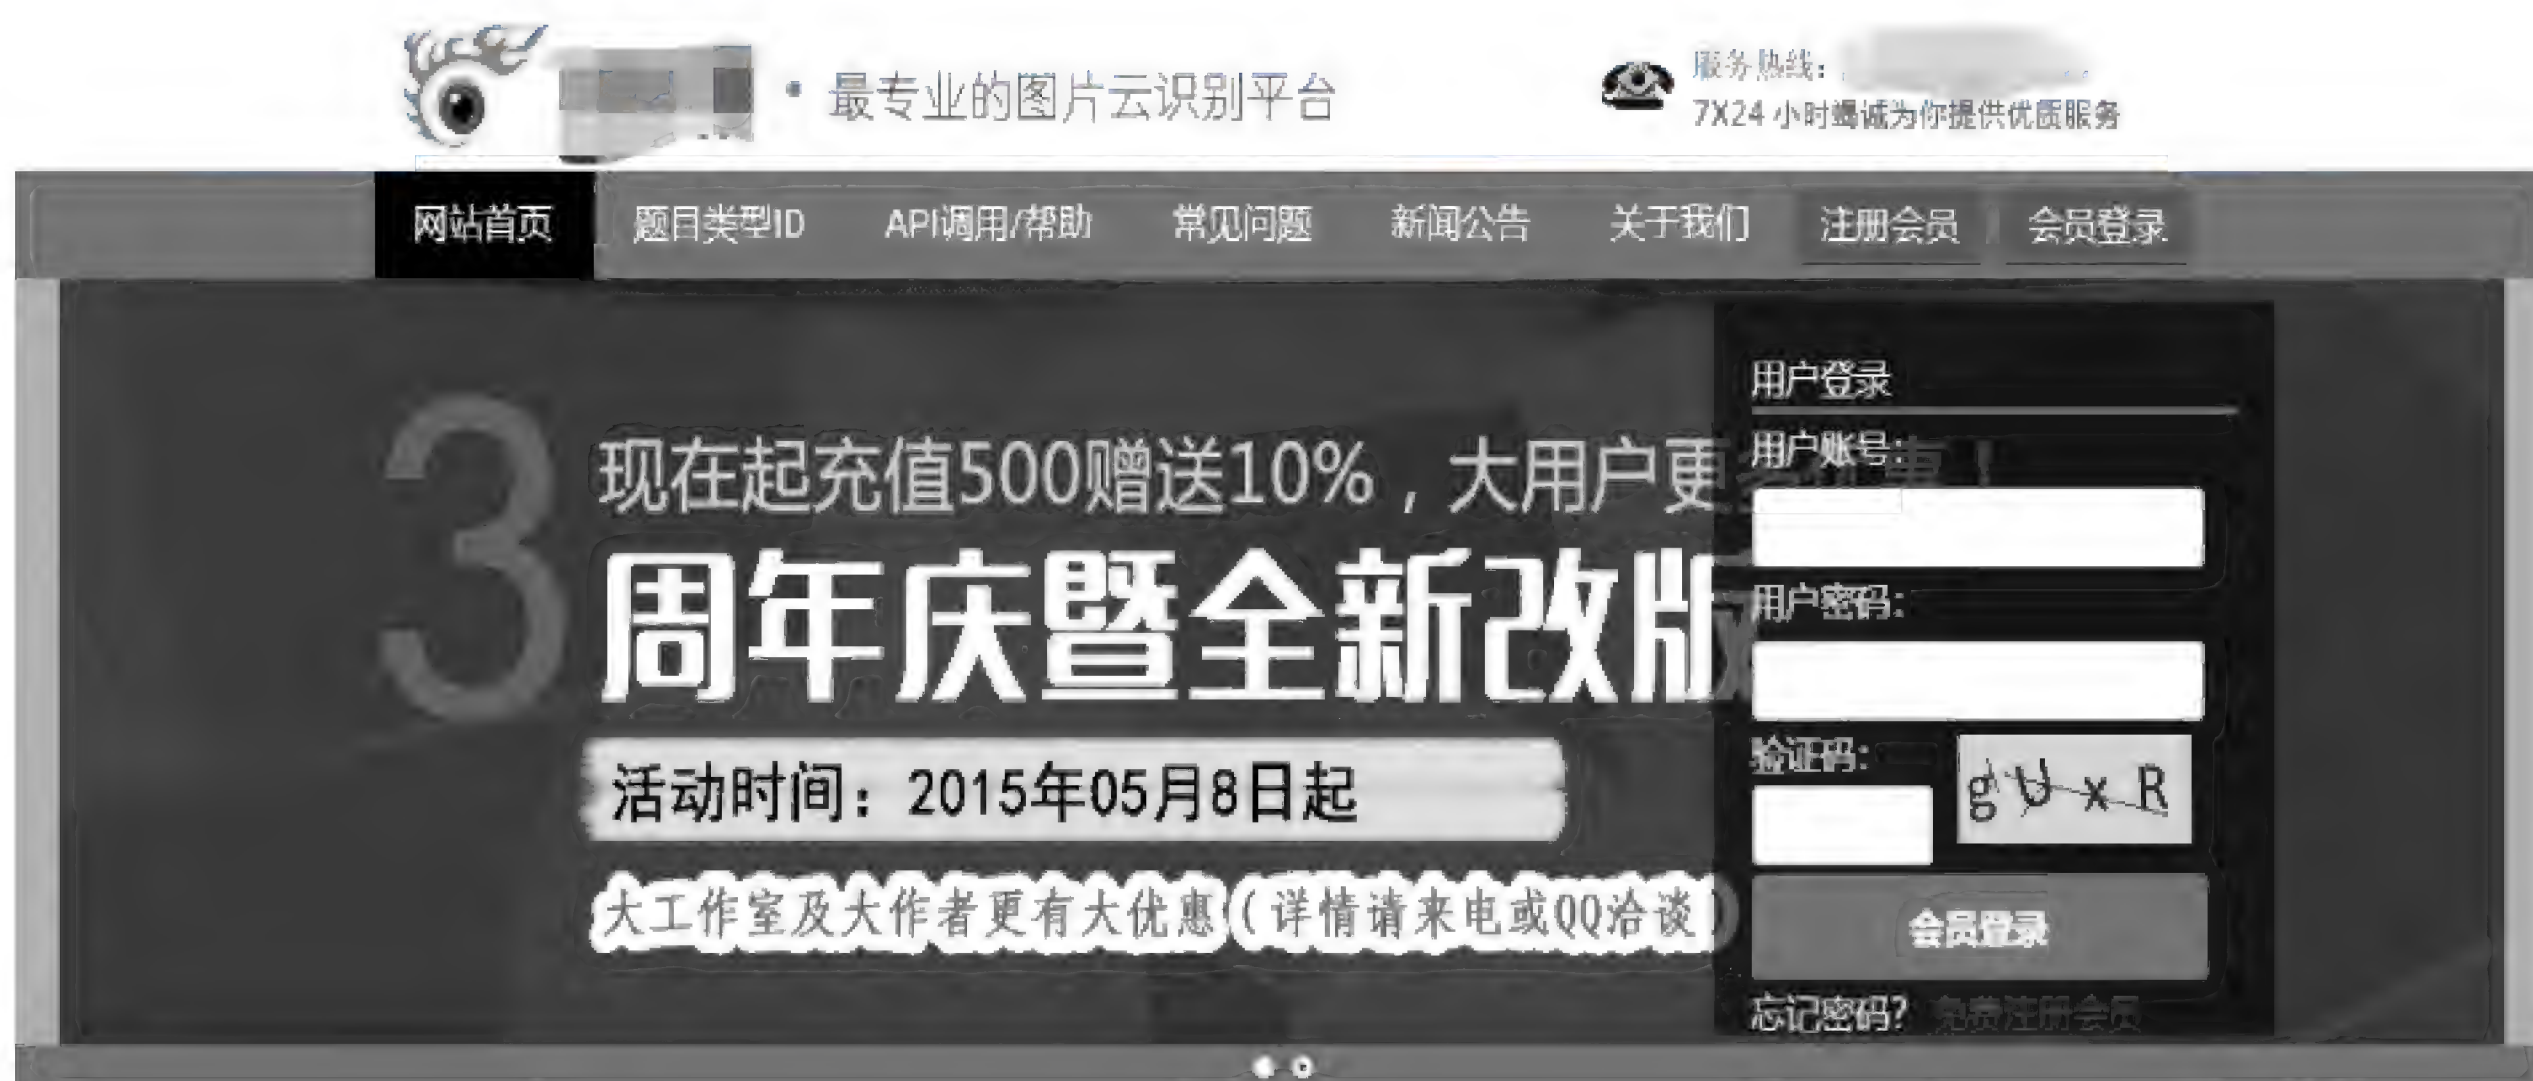 最专业的图片云识别平台
服务热线:
7X24 小时竭诚为你提供优质服务
网站首页 题目类型ID API调用/帮助 常见问题 新闻公告 关于我们 注册会员 会员登录
3
现在起充值500赠送10%，大用户更
周年庆暨全新改版
活动时间：2015年05月8日起
大工作室及大作者更有大优惠（详情请来电或QQ洽谈）
用户登录
用户账号：
用户密码：
验证码：
gUxR
会员登录
忘记密码？ 免费注册会员